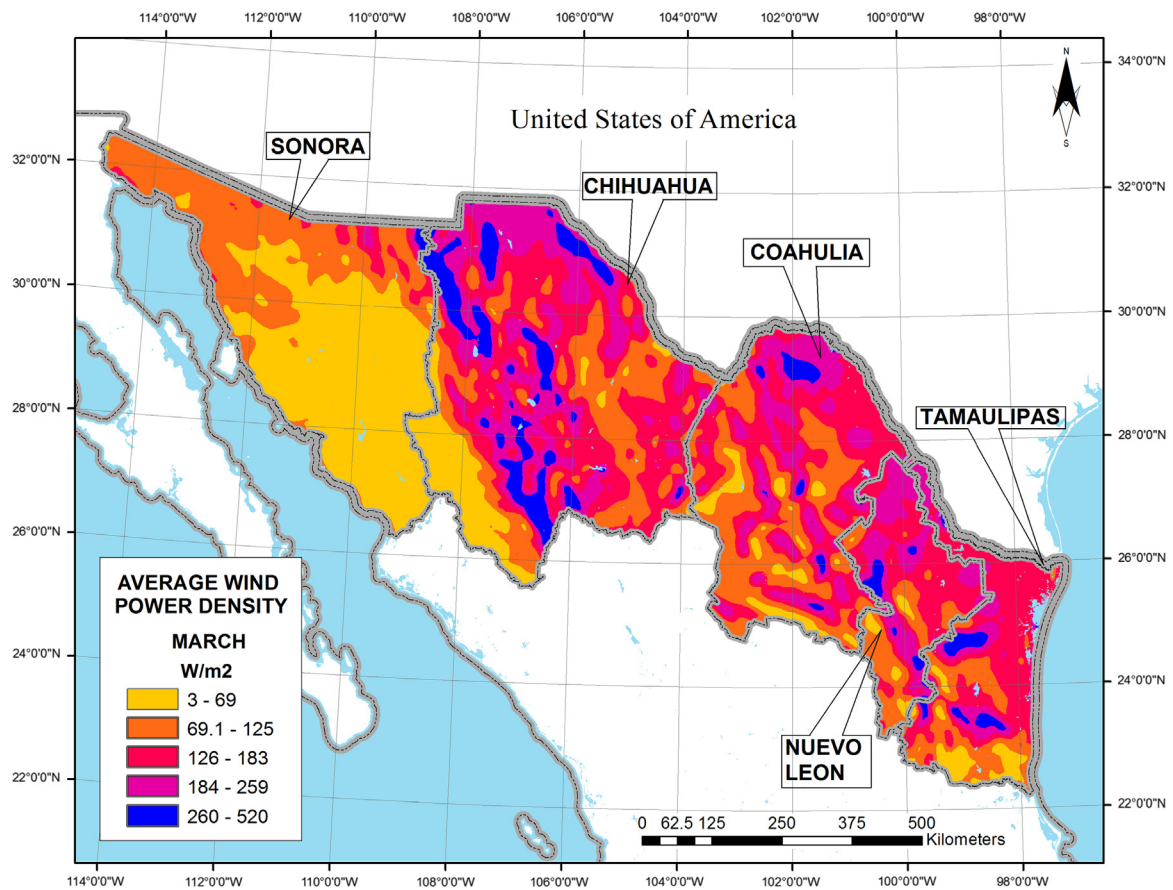 114°0'0"W 112°0'0"W 110°0'0"W 108°0'0"W 106°0'0"W 104°0'0"W 102°0'0"W 100°0'0"W 98°0'0"W
34°0'0"N
N
S
United States of America
SONORA
32°0'0"N
32°0'0"N
CHIHUAHUA
COAHULIA
30°0'0"N
30°0'0"N
TAMAULIPAS
28°0'0"N
28°0'0"N
26°0'0"N
26°0'0"N
AVERAGE WIND
POWER DENSITY
MARCH
W/m2
3 - 69
69.1 - 125
126 - 183
184 - 259
260 - 520
24°0'0"N
24°0'0"N
NUEVO
LEON
22°0'0"N
22°0'0"N
0 62.5 125 250 375 500
Kilometers
114°0'0"W 112°0'0"W 110°0'0"W 108°0'0"W 106°0'0"W 104°0'0"W 102°0'0"W 100°0'0"W 98°0'0"W